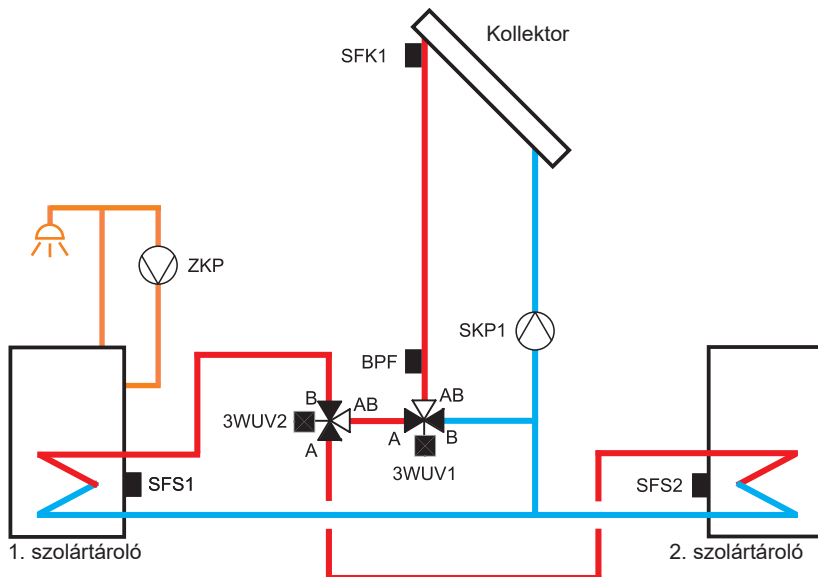 Kollektor
SFK1
ZKP
SKP1
BPF
B
AB
AB
3WUV2
A
B
A
3WUV1
SFS1
SFS2
1. szolártároló
2. szolártároló